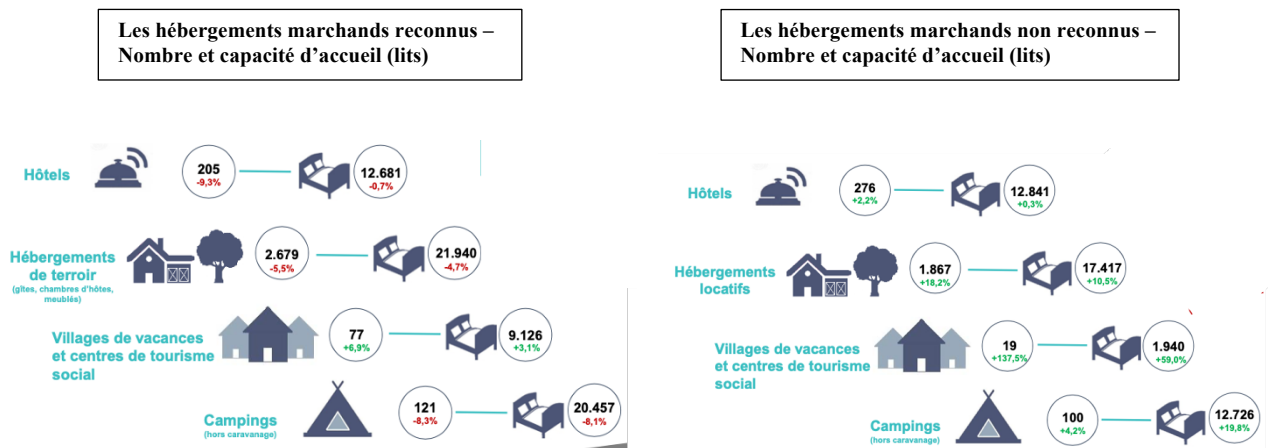 Les hébergements marchands reconnus –
Nombre et capacité d’accueil (lits)
Hôtels
205
-9,3%
12.681
-0,7%
Hébergements
de terroir
(gîtes, chambres d’hôtes,
meublés)
2.679
-5,5%
21.940
-4,7%
Villages de vacances
et centres de tourisme
social
77
+6,9%
9.126
+3,1%
Campings
(hors caravanage)
121
-8,3%
20.457
-8,1%
Les hébergements marchands non reconnus –
Nombre et capacité d’accueil (lits)
Hôtels
276
+2,2%
12.841
+0,3%
Hébergements
locatifs
1.867
+18,2%
17.417
+10,5%
Villages de vacances
et centres de tourisme
social
19
+137,5%
1.940
+59,0%
Campings
(hors caravanage)
100
+4,2%
12.726
+19,8%